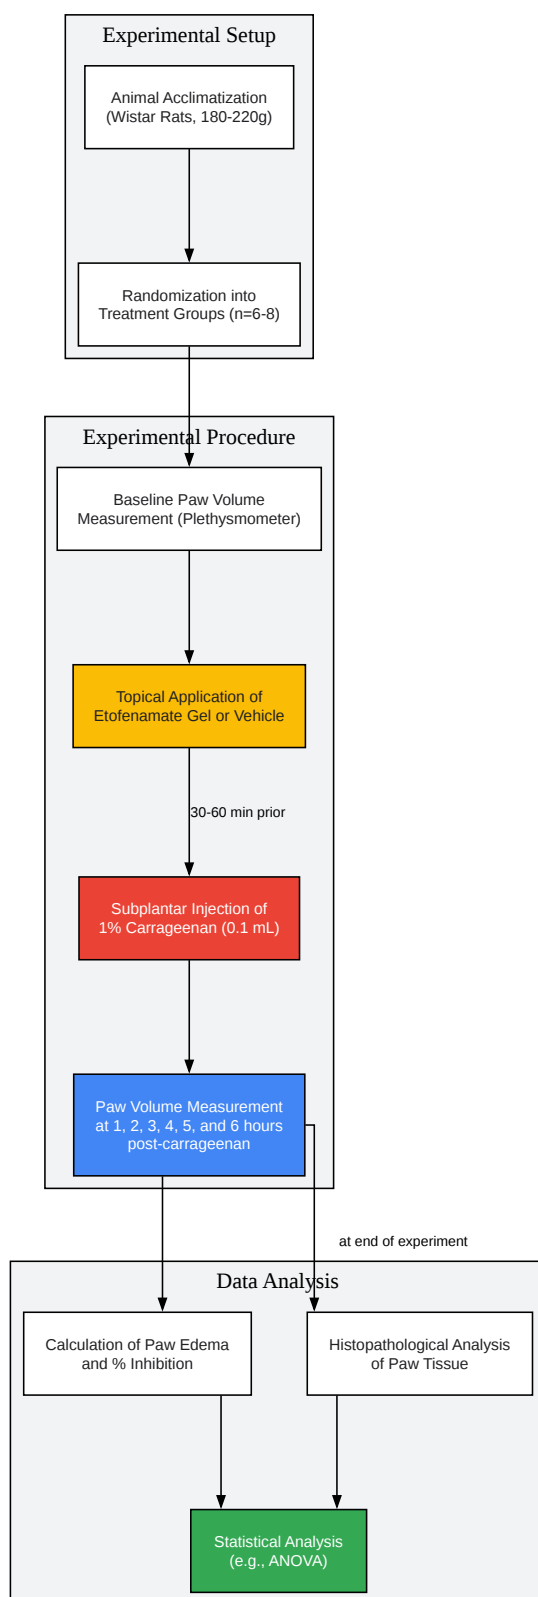 Experimental Setup
Animal Acclimatization
(Wistar Rats, 180-220g)
Randomization into
Treatment Groups (n=6-8)
Experimental Procedure
Baseline Paw Volume
Measurement (Plethysmometer)
Topical Application of
Etofenamate Gel or Vehicle
30-60 min prior
Subplantar Injection of
1% Carrageenan (0.1 mL)
Paw Volume Measurement
at 1, 2, 3, 4, 5, and 6 hours
post-carrageenan
at end of experiment
Data Analysis
Calculation of Paw Edema
and % Inhibition
Histopathological Analysis
of Paw Tissue
Statistical Analysis
(e.g., ANOVA)